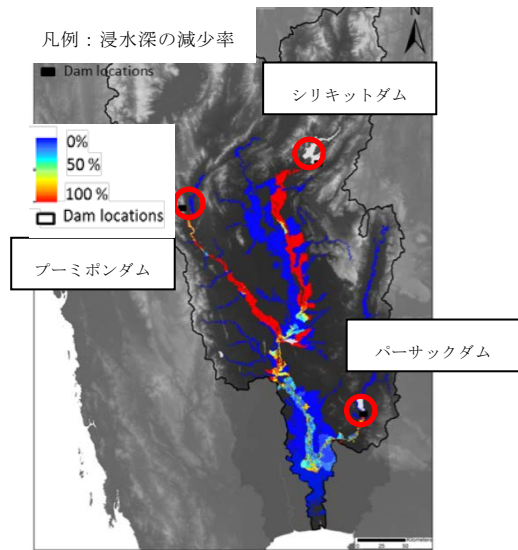 凡例：浸水深の減少率
Dam locations
シリキットダム
0%
50 %
100 %
Dam locations
プーミポンダム
パーサックダム